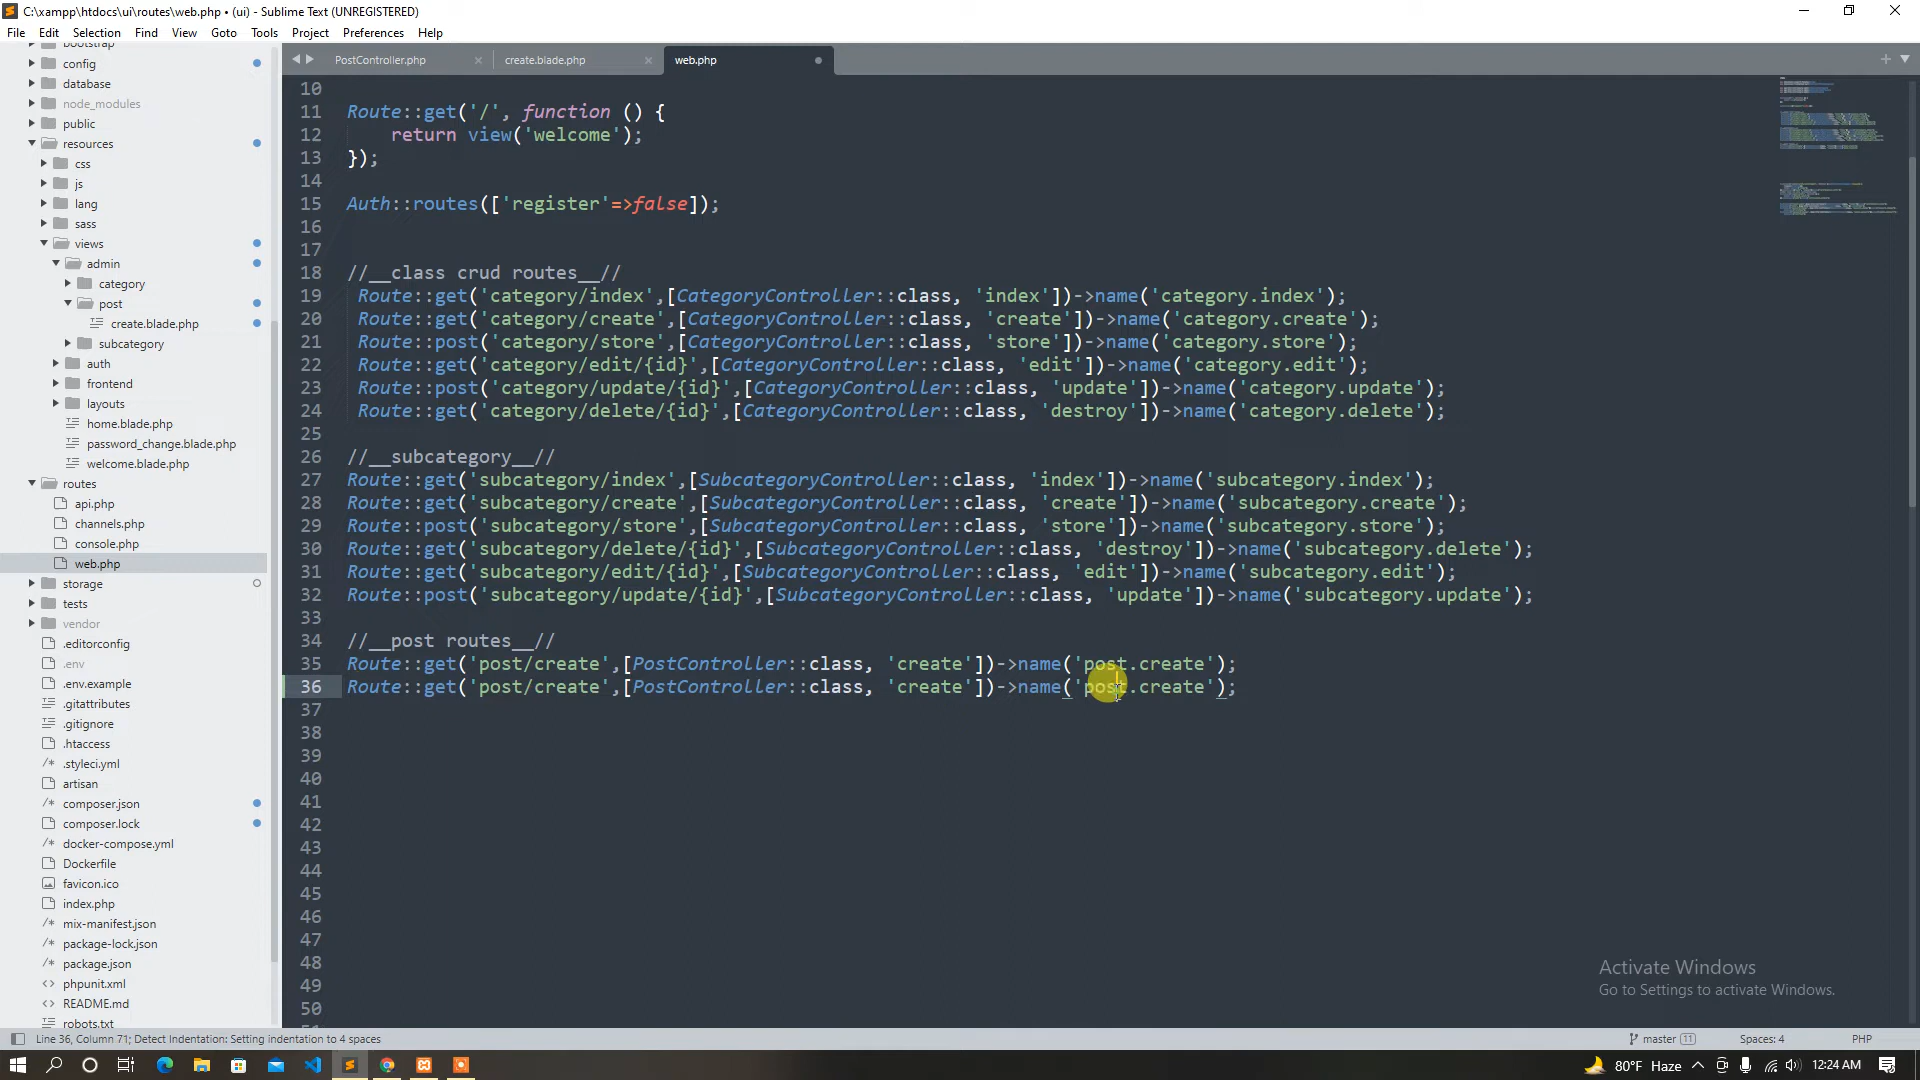 C:\xampp\htdocs\ui\routes\web.php • (ui) - Sublime Text (UNREGISTERED)
File Edit Selection Find View Goto Tools Project Preferences Help
bootstrap
config
database
node_modules
public
resources
css
js
lang
sass
views
admin
category
post
create.blade.php
subcategory
auth
frontend
layouts
home.blade.php
password_change.blade.php
welcome.blade.php
routes
api.php
channels.php
console.php
web.php
storage
tests
vendor
.editorconfig
.env
.env.example
.gitattributes
.gitignore
.htaccess
.styleci.yml
artisan
composer.json
composer.lock
docker-compose.yml
Dockerfile
favicon.ico
index.php
mix-manifest.json
package-lock.json
package.json
phpunit.xml
README.md
robots.txt
PostController.php create.blade.php web.php
10
11 Route::get('/', function () {
12 return view('welcome');
13 });
14
15 Auth::routes(['register'=>false]);
16
17
18 //__class crud routes__//
19 Route::get('category/index',[CategoryController::class, 'index'])->name('category.index');
20 Route::get('category/create',[CategoryController::class, 'create'])->name('category.create');
21 Route::post('category/store',[CategoryController::class, 'store'])->name('category.store');
22 Route::get('category/edit/{id}',[CategoryController::class, 'edit'])->name('category.edit');
23 Route::post('category/update/{id}',[CategoryController::class, 'update'])->name('category.update');
24 Route::get('category/delete/{id}',[CategoryController::class, 'destroy'])->name('category.delete');
25
26 //__subcategory__//
27 Route::get('subcategory/index',[SubcategoryController::class, 'index'])->name('subcategory.index');
28 Route::get('subcategory/create',[SubcategoryController::class, 'create'])->name('subcategory.create');
29 Route::post('subcategory/store',[SubcategoryController::class, 'store'])->name('subcategory.store');
30 Route::get('subcategory/delete/{id}',[SubcategoryController::class, 'destroy'])->name('subcategory.delete');
31 Route::get('subcategory/edit/{id}',[SubcategoryController::class, 'edit'])->name('subcategory.edit');
32 Route::post('subcategory/update/{id}',[SubcategoryController::class, 'update'])->name('subcategory.update');
33
34 //__post routes__//
35 Route::get('post/create',[PostController::class, 'create'])->name('post.create');
36 Route::get('post/create',[PostController::class, 'create'])->name('post.create');
37
38
39
40
41
42
43
44
45
46
47
48
49
50
Activate Windows
Go to Settings to activate Windows.
Line 36, Column 71; Detect Indentation: Setting indentation to 4 spaces master 11 Spaces: 4 PHP
80°F Haze 12:24 AM